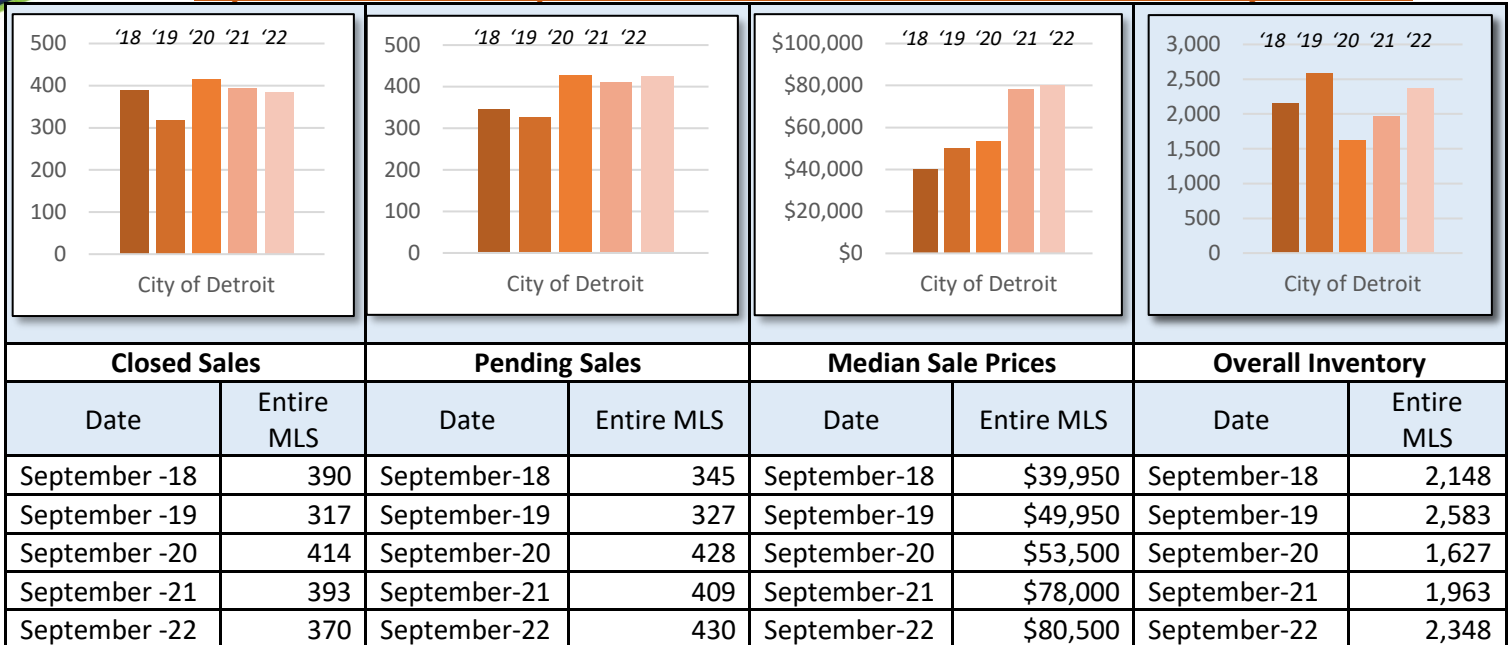 ‘18 ‘19 ‘20 ‘21 ‘22
500
400
300
200
100
0
City of Detroit
‘18 ‘19 ‘20 ‘21 ‘22
500
400
300
200
100
0
City of Detroit
‘18 ‘19 ‘20 ‘21 ‘22
$100,000
$80,000
$60,000
$40,000
$20,000
$0
City of Detroit
‘18 ‘19 ‘20 ‘21 ‘22
3,000
2,500
2,000
1,500
1,000
500
0
City of Detroit
Closed Sales Pending Sales Median Sale Prices Overall Inventory
Date Entire MLS Date Entire MLS Date Entire MLS Date Entire MLS
September -18 390 September-18 345 September-18 $39,950 September-18 2,148
September -19 317 September-19 327 September-19 $49,950 September-19 2,583
September -20 414 September-20 428 September-20 $53,500 September-20 1,627
September -21 393 September-21 409 September-21 $78,000 September-21 1,963
September -22 370 September-22 430 September-22 $80,500 September-22 2,348